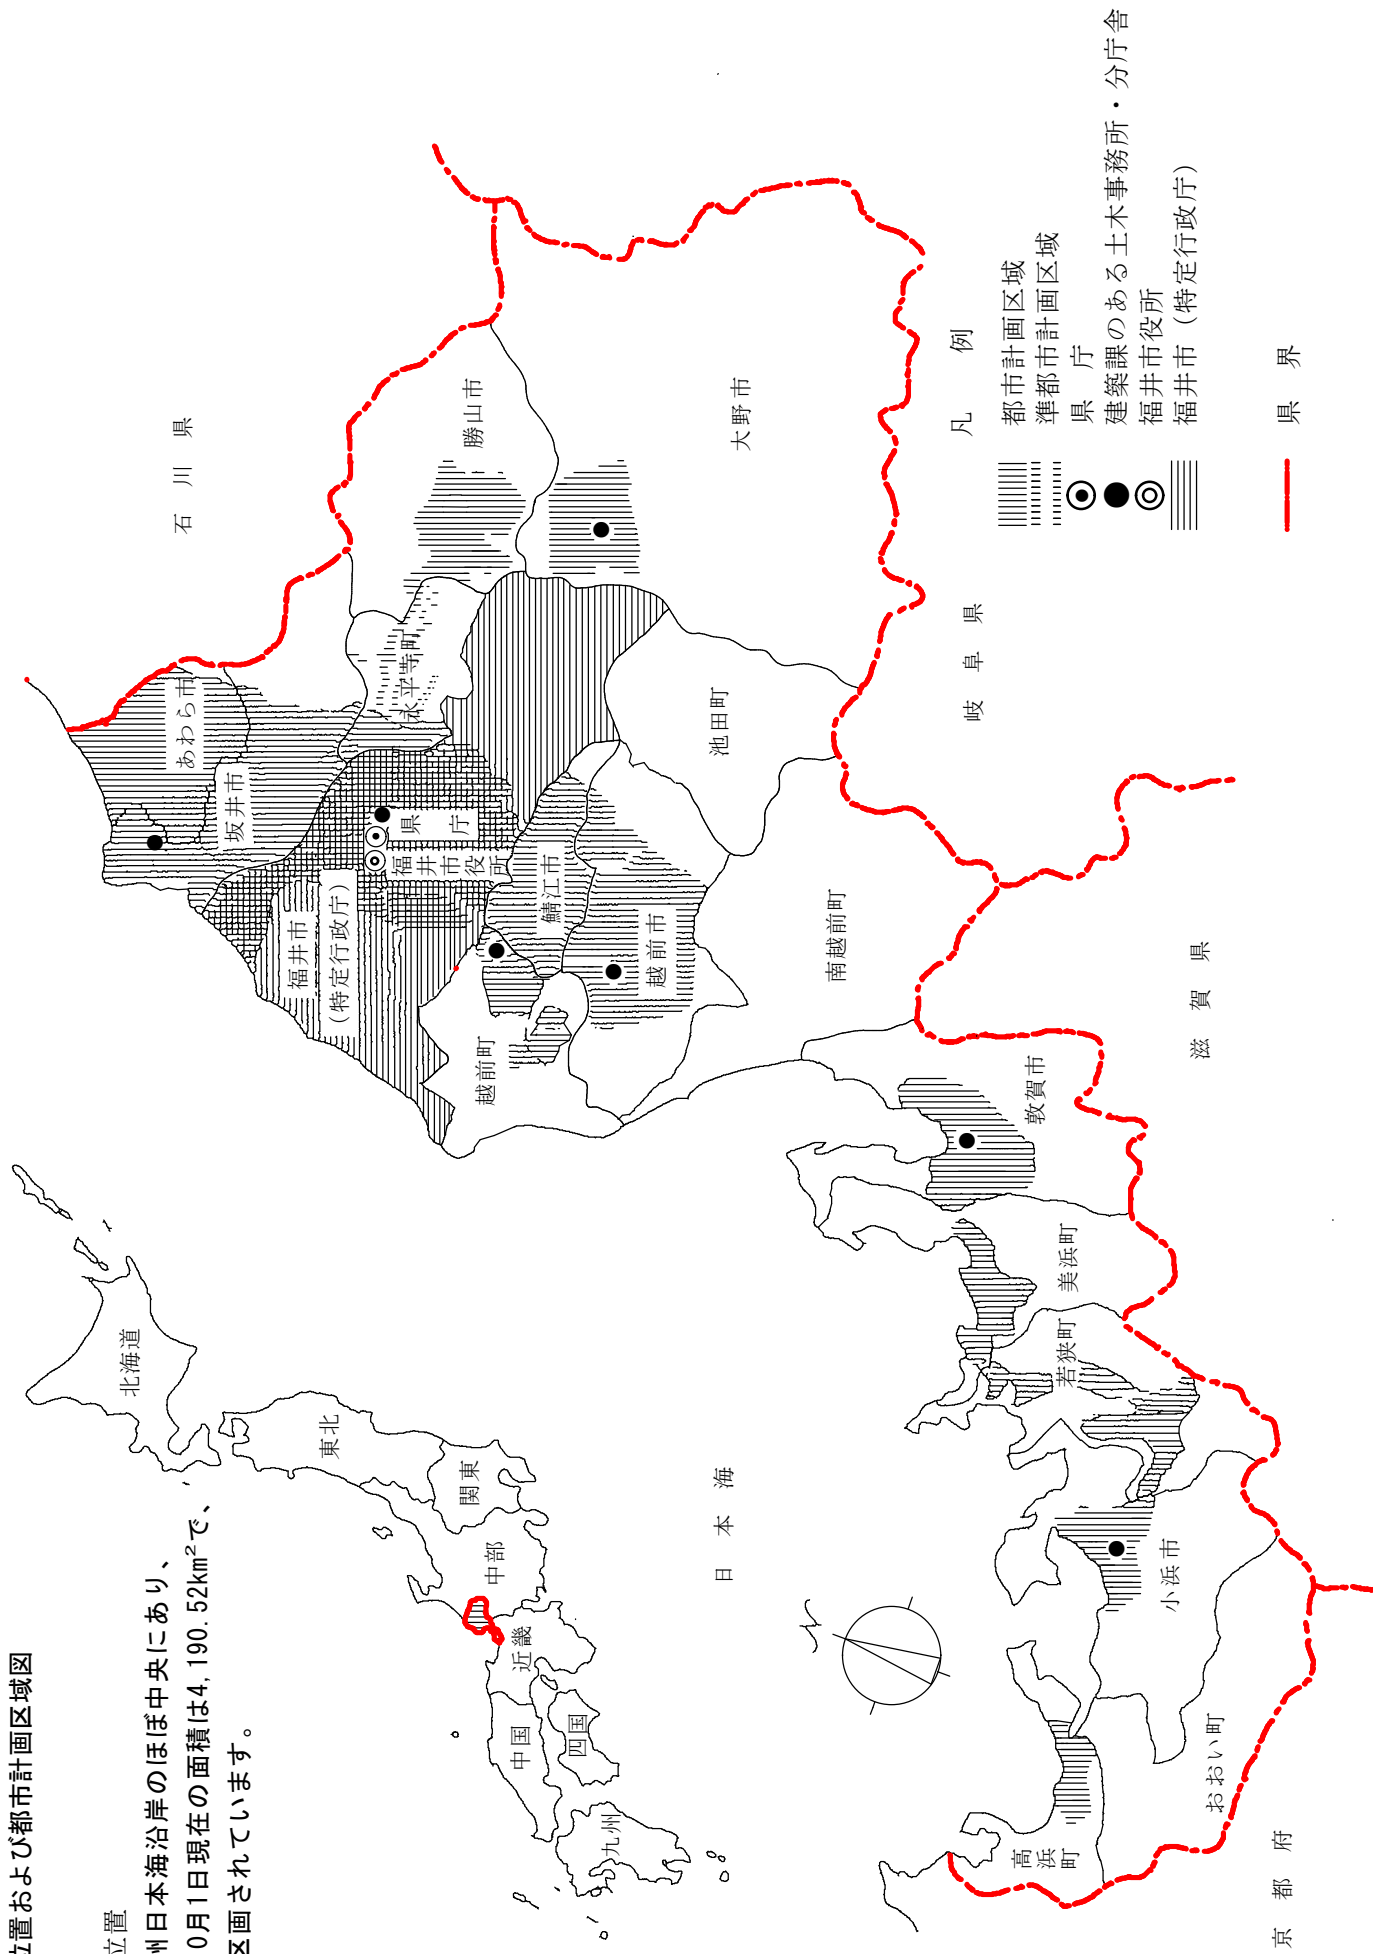 置および都市計画区域図
位置
州日本海沿岸のほぼ中央にあり、
0月1日現在の面積は4,190.52km²で、
区画されています。
北海道
東北
関東
中部
近畿
中国
四国
九州
日本海
石川県
岐阜県
滋賀県
京都府
あわら市
坂井市
永平寺町
勝山市
大野市
福井市
(特定行政庁)
県庁
福井市役所
鯖江市
越前市
越前町
池田町
南越前町
敦賀市
美浜町
若狭町
小浜市
おおい町
高浜町
凡例
都市計画区域
準都市計画区域
県庁
建築課のある土木事務所・分庁舎
福井市役所
福井市(特定行政庁)
県界
N